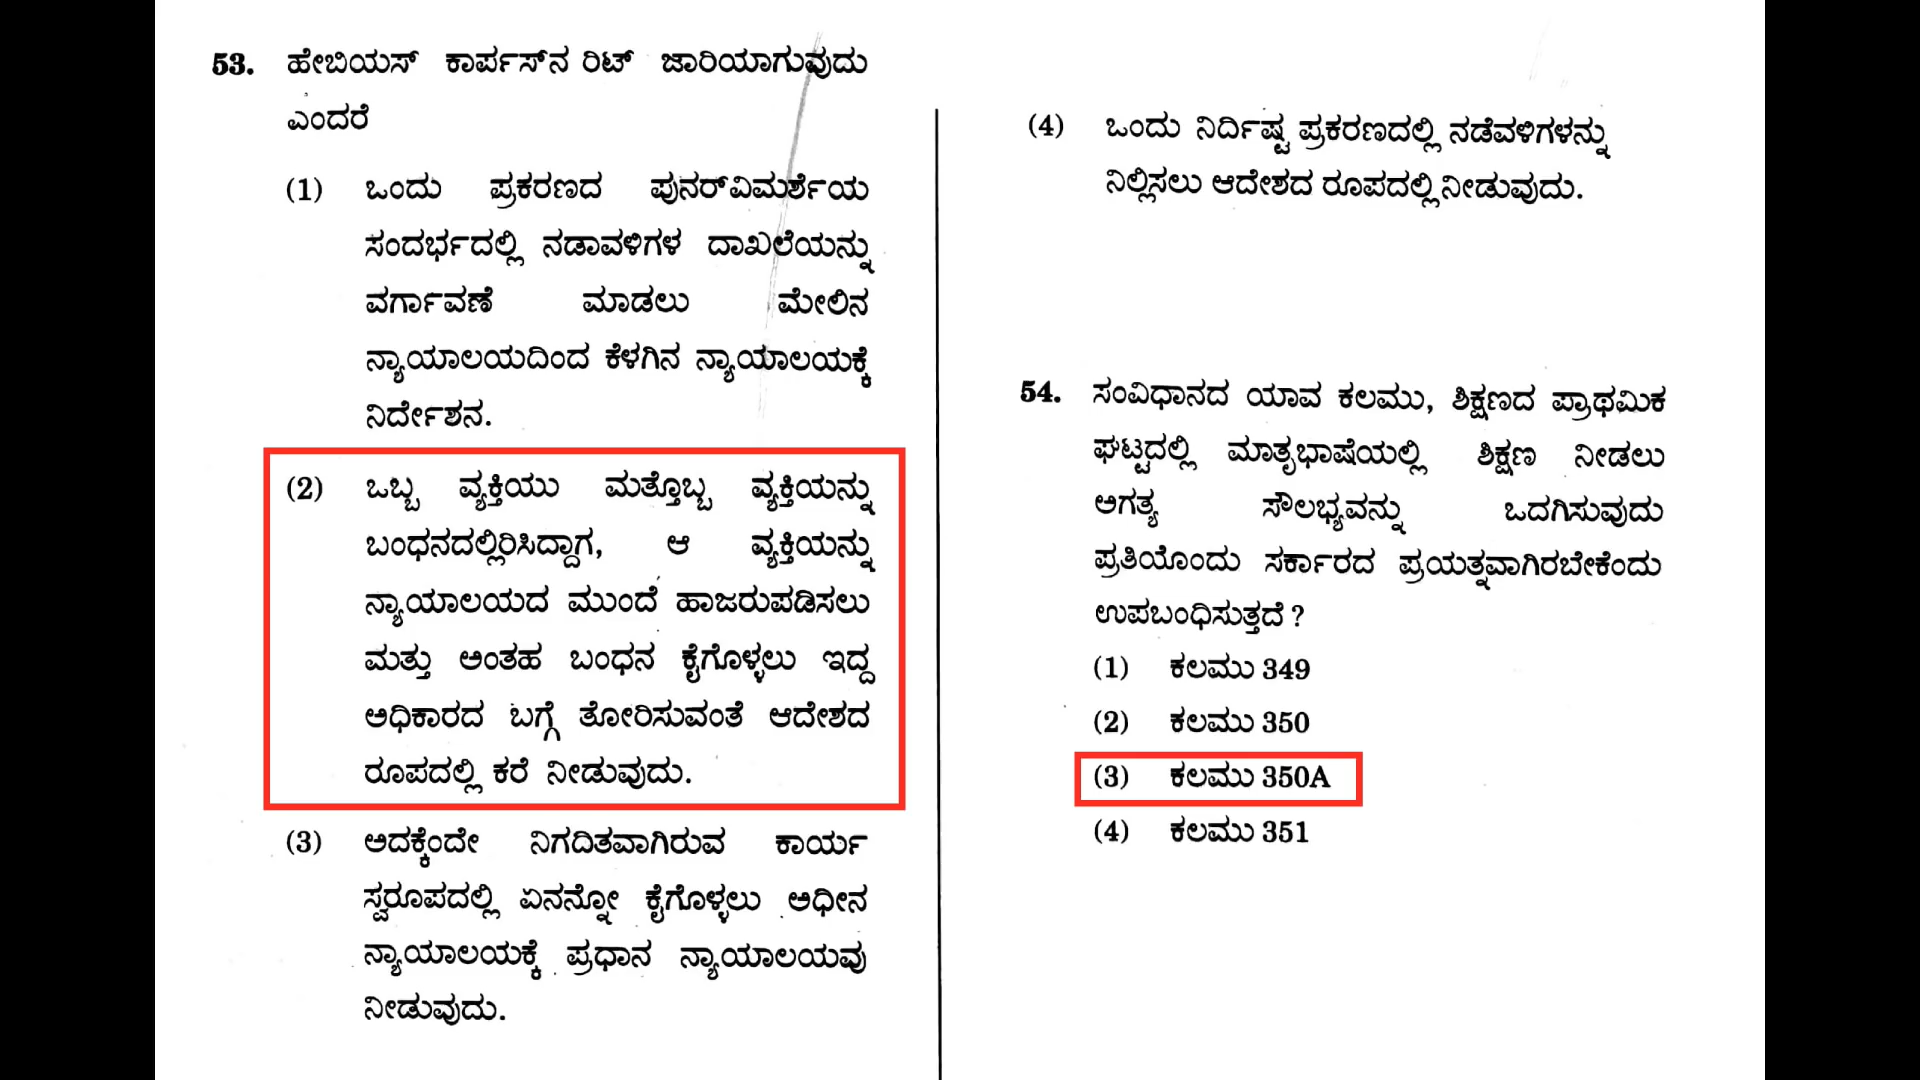 53. ಹೇಬಿಯಸ್ ಕಾರ್ಪಸ್‌ನ ರಿಟ್ ಜಾರಿಯಾಗುವುದು
ಎಂದರೆ
(1) ಒಂದು ಪ್ರಕರಣದ ಪುನರ್‌ವಿಮರ್ಶೆಯ
ಸಂದರ್ಭದಲ್ಲಿ ನಡಾವಳಿಗಳ ದಾಖಲೆಯನ್ನು
ವರ್ಗಾವಣೆ ಮಾಡಲು ಮೇಲಿನ
ನ್ಯಾಯಾಲಯದಿಂದ ಕೆಳಗಿನ ನ್ಯಾಯಾಲಯಕ್ಕೆ
ನಿರ್ದೇಶನ.
(2) ಒಬ್ಬ ವ್ಯಕ್ತಿಯು ಮತ್ತೊಬ್ಬ ವ್ಯಕ್ತಿಯನ್ನು
ಬಂಧನದಲ್ಲಿರಿಸಿದ್ದಾಗ, ಆ ವ್ಯಕ್ತಿಯನ್ನು
ನ್ಯಾಯಾಲಯದ ಮುಂದೆ ಹಾಜರುಪಡಿಸಲು
ಮತ್ತು ಅಂತಹ ಬಂಧನ ಕೈಗೊಳ್ಳಲು ಇದ್ದ
ಅಧಿಕಾರದ ಬಗ್ಗೆ ತೋರಿಸುವಂತೆ ಆದೇಶದ
ರೂಪದಲ್ಲಿ ಕರೆ ನೀಡುವುದು.
(3) ಅದಕ್ಕೆಂದೇ ನಿಗದಿತವಾಗಿರುವ ಕಾರ್ಯ
ಸ್ವರೂಪದಲ್ಲಿ ಏನನ್ನೋ ಕೈಗೊಳ್ಳಲು ಅಧೀನ
ನ್ಯಾಯಾಲಯಕ್ಕೆ ಪ್ರಧಾನ ನ್ಯಾಯಾಲಯವು
ನೀಡುವುದು.
(4) ಒಂದು ನಿರ್ದಿಷ್ಟ ಪ್ರಕರಣದಲ್ಲಿ ನಡೆವಳಿಗಳನ್ನು
ನಿಲ್ಲಿಸಲು ಆದೇಶದ ರೂಪದಲ್ಲಿ ನೀಡುವುದು.
54. ಸಂವಿಧಾನದ ಯಾವ ಕಲಮು, ಶಿಕ್ಷಣದ ಪ್ರಾಥಮಿಕ
ಘಟ್ಟದಲ್ಲಿ ಮಾತೃಭಾಷೆಯಲ್ಲಿ ಶಿಕ್ಷಣ ನೀಡಲು
ಅಗತ್ಯ ಸೌಲಭ್ಯವನ್ನು ಒದಗಿಸುವುದು
ಪ್ರತಿಯೊಂದು ಸರ್ಕಾರದ ಪ್ರಯತ್ನವಾಗಿರಬೇಕೆಂದು
ಉಪಬಂಧಿಸುತ್ತದೆ ?
(1) ಕಲಮು 349
(2) ಕಲಮು 350
(3) ಕಲಮು 350A
(4) ಕಲಮು 351